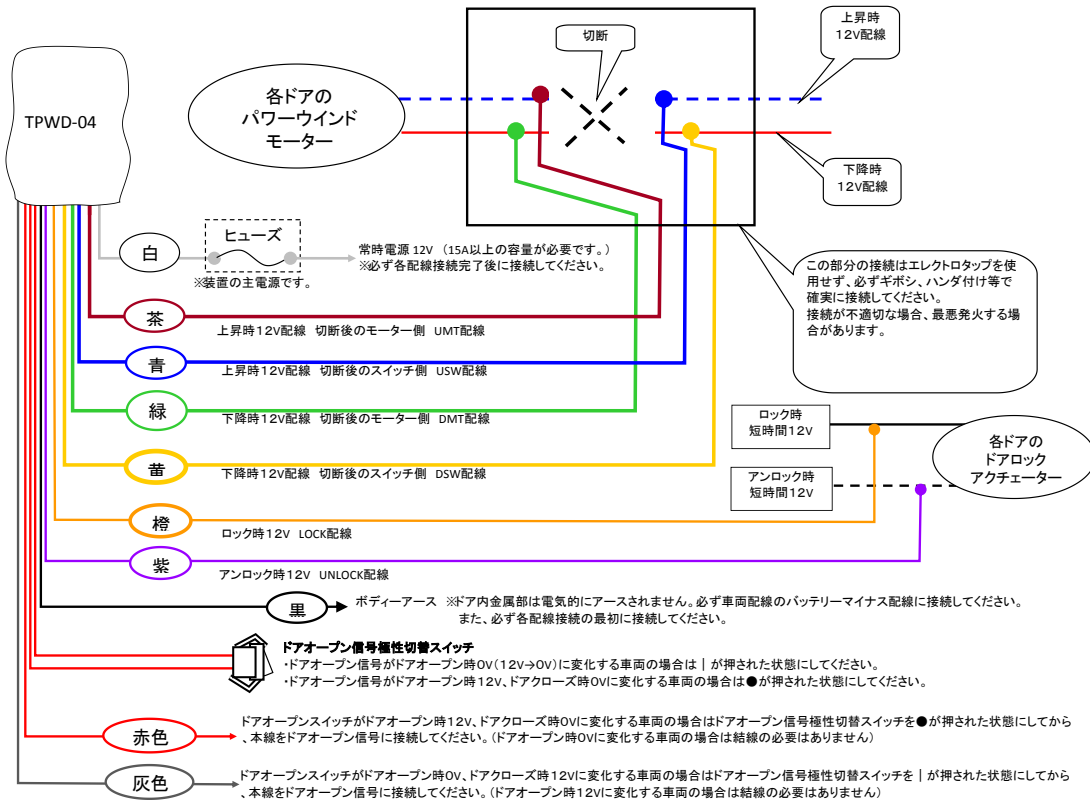 TPWD-04
各ドアの
パワーウインド
モーター
切断
上昇時
12V配線
下降時
12V配線
白
ヒューズ
※装置の主電源です。
常時電源 12V （15A以上の容量が必要です。）
※必ず各配線接続完了後に接続してください。
この部分の接続はエレクトロタップを使
用せず、必ずギボシ、ハンダ付け等で
確実に接続してください。
接続が不適切な場合、最悪発火する場
合があります。
茶
上昇時12V配線 切断後のモーター側 UMT配線
青
上昇時12V配線 切断後のスイッチ側 USW配線
緑
下降時12V配線 切断後のモーター側 DMT配線
黄
下降時12V配線 切断後のスイッチ側 DSW配線
ロック時
短時間12V
アンロック時
短時間12V
各ドアの
ドアロック
アクチェーター
橙
ロック時12V LOCK配線
紫
アンロック時12V UNLOCK配線
黒
ボディーアース ※ドア内金属部は電気的にアースされません。必ず車両配線のバッテリーマイナス配線に接続してください。
また、必ず各配線接続の最初に接続してください。
ドアオープン信号極性切替スイッチ
・ドアオープン信号がドアオープン時0V(12V→0V)に変化する車両の場合は｜が押された状態にしてください。
・ドアオープン信号がドアオープン時12V、ドアクローズ時0Vに変化する車両の場合は●が押された状態にしてください。
赤色
ドアオープンスイッチがドアオープン時12V、ドアクローズ時0Vに変化する車両の場合はドアオープン信号極性切替スイッチを●が押された状態にしてから
、本線をドアオープン信号に接続してください。(ドアオープン時0Vに変化する車両の場合は結線の必要はありません)
灰色
ドアオープンスイッチがドアオープン時0V、ドアクローズ時12Vに変化する車両の場合はドアオープン信号極性切替スイッチを｜が押された状態にしてから
、本線をドアオープン信号に接続してください。(ドアオープン時12Vに変化する車両の場合は結線の必要はありません)